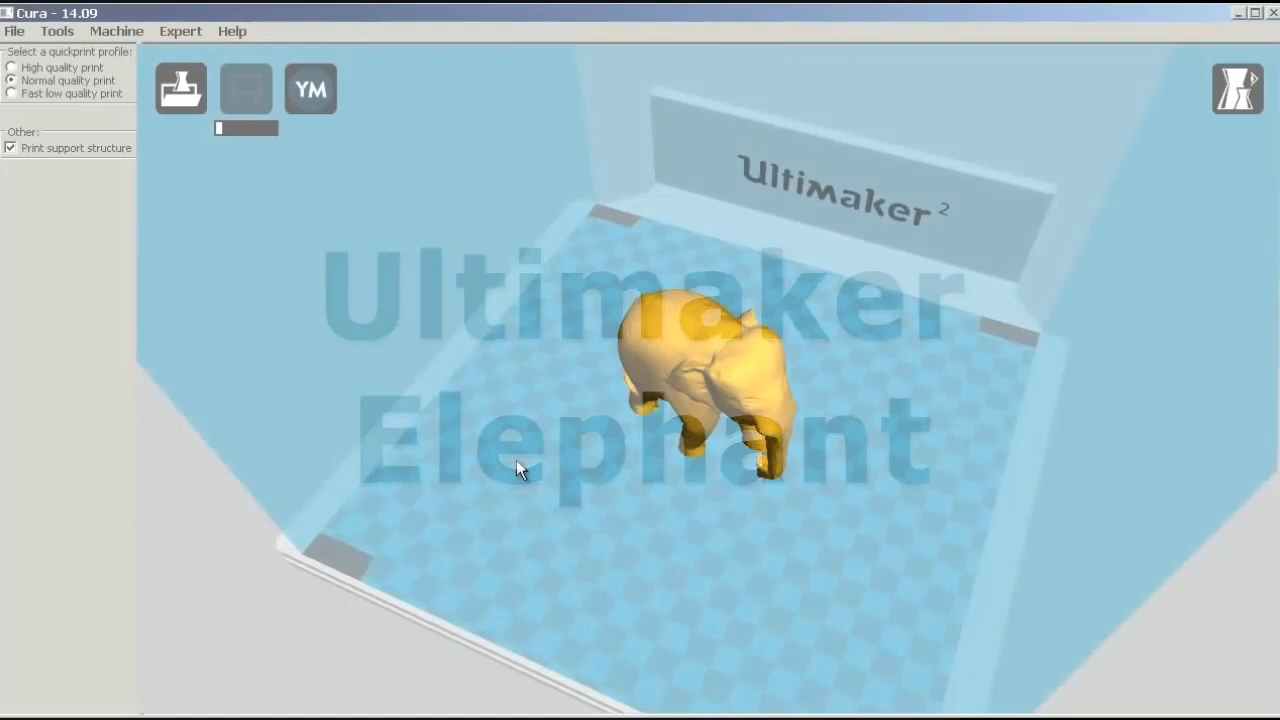 Cura - 14.09
File Tools Machine Expert Help
Select a quickprint profile:
High quality print
Normal quality print
Fast low quality print
Other:
Print support structure
YM
Ultimaker 2
Ultimaker
Elephant